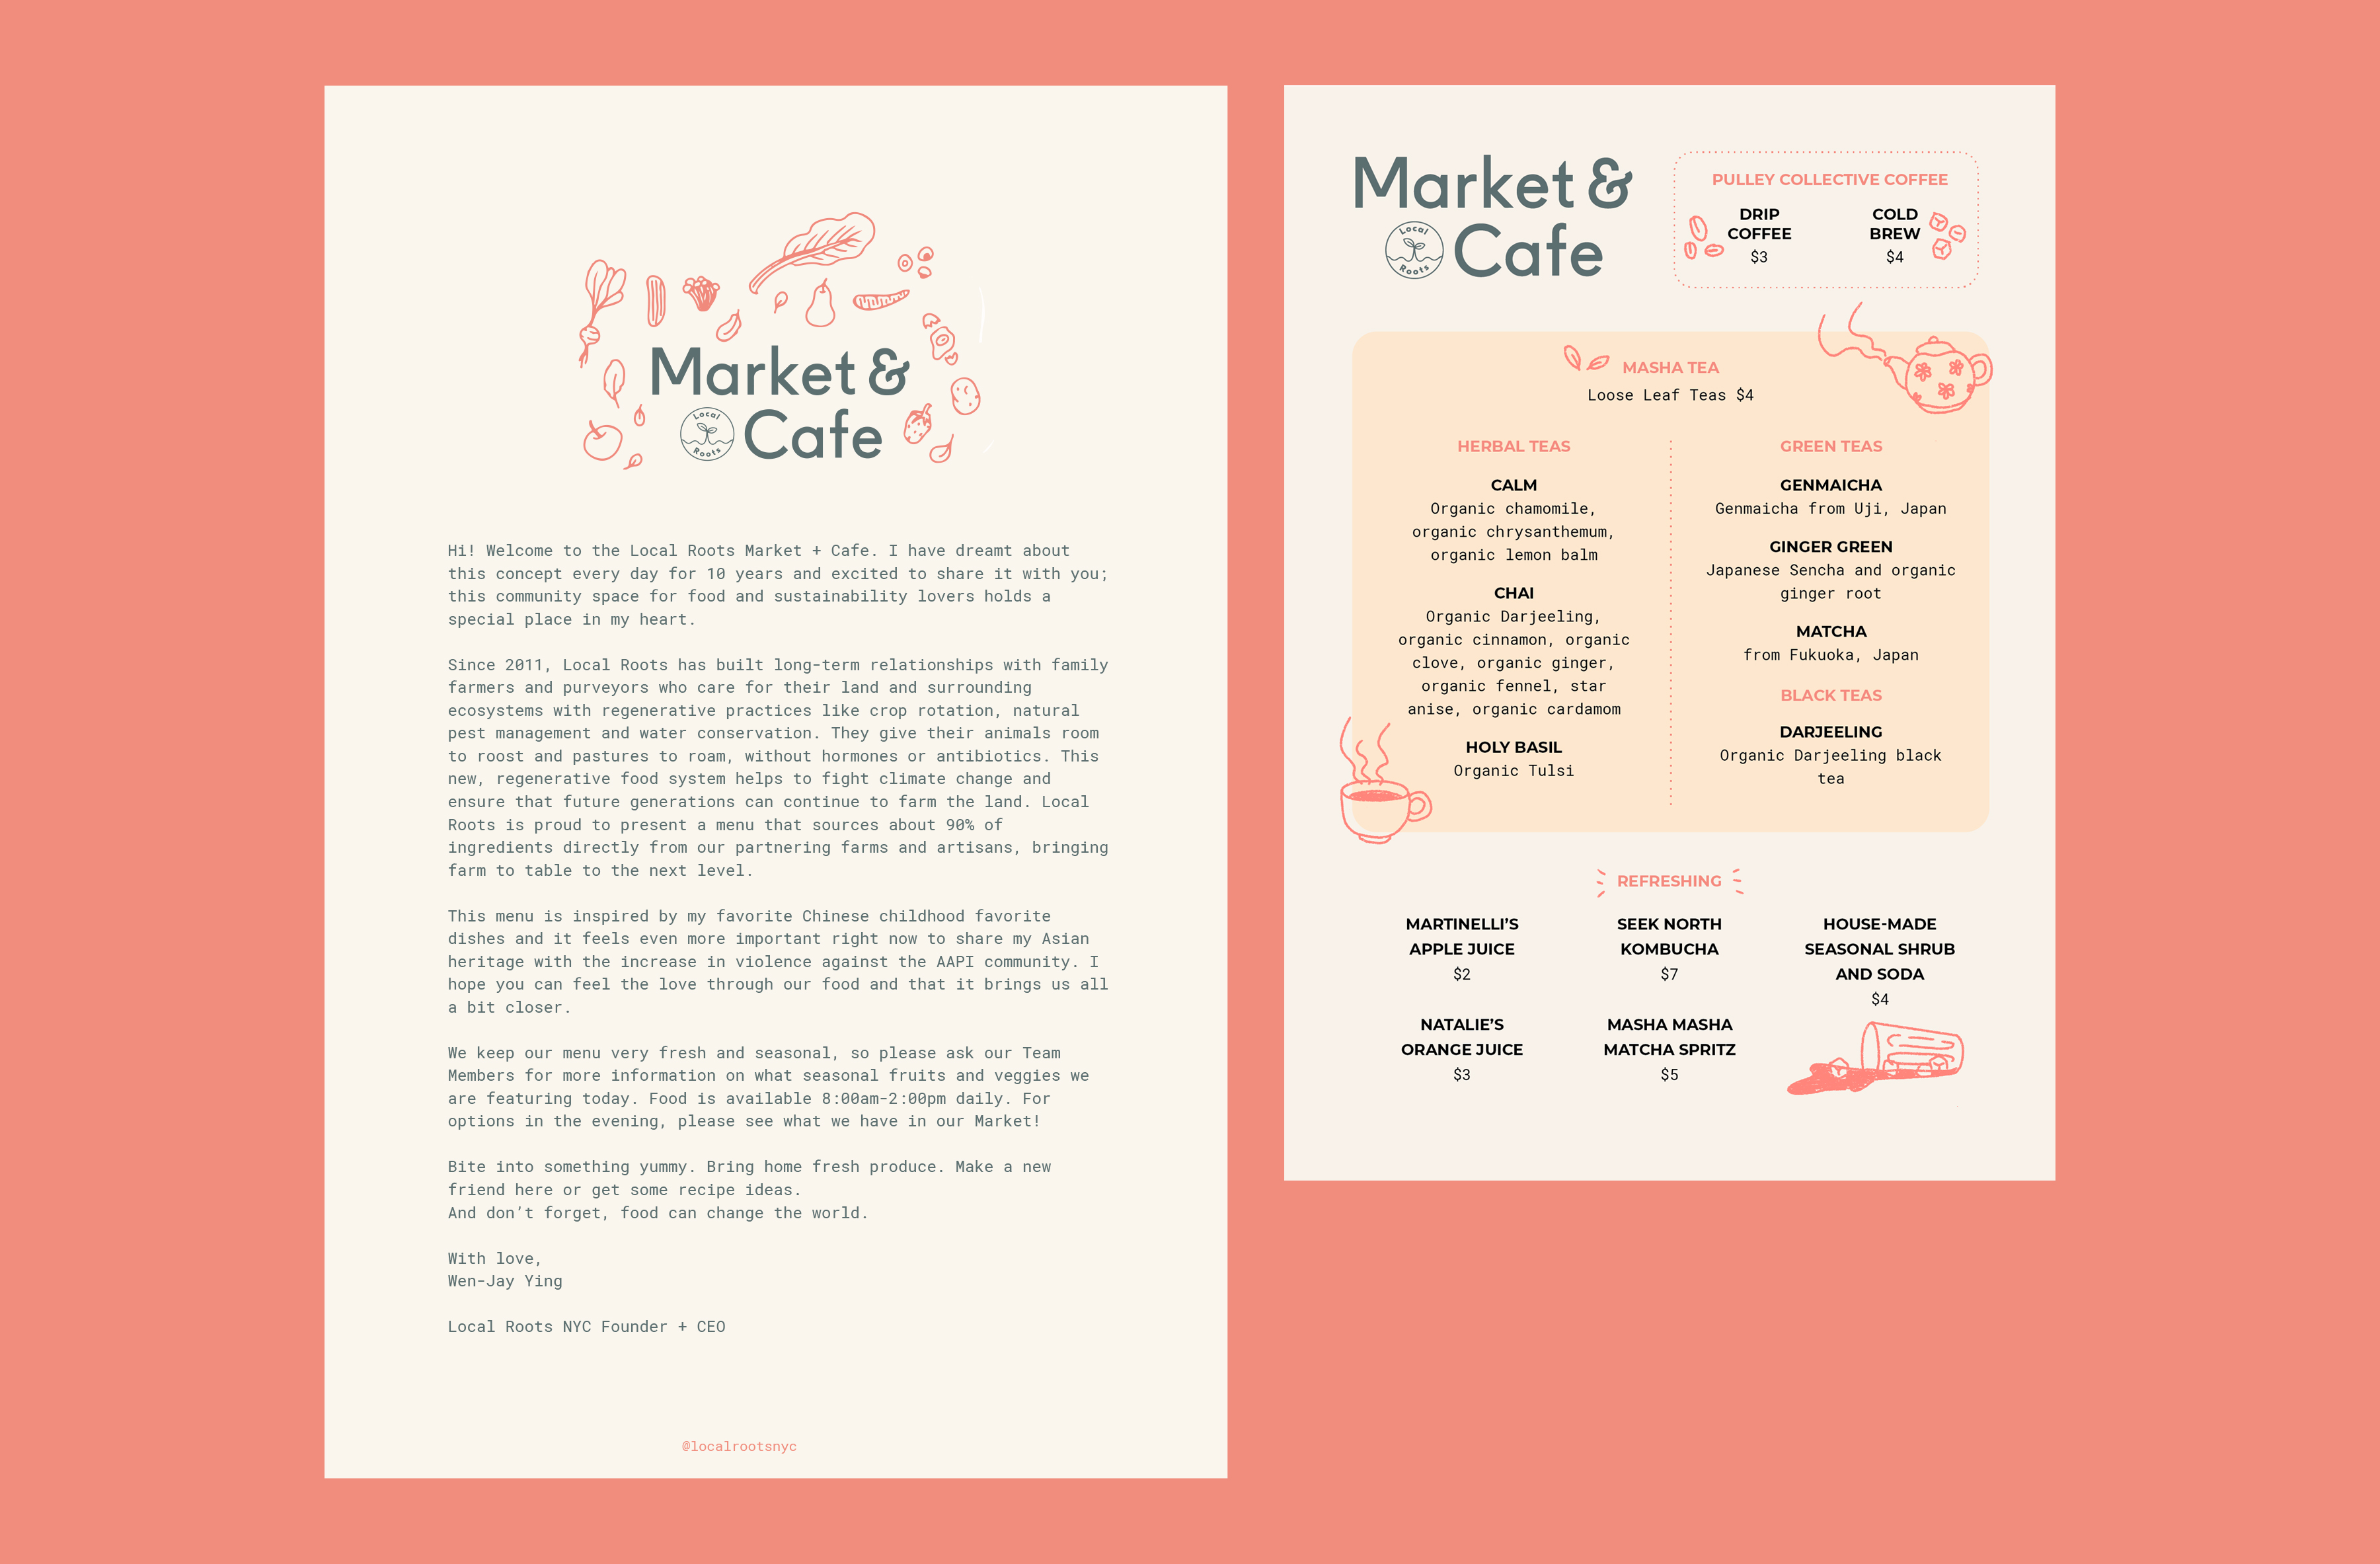 Market &
Local
Roots
Cafe
Hi! Welcome to the Local Roots Market + Cafe. I have dreamt about
this concept every day for 10 years and excited to share it with you;
this community space for food and sustainability lovers holds a
special place in my heart.
Since 2011, Local Roots has built long-term relationships with family
farmers and purveyors who care for their land and surrounding
ecosystems with regenerative practices like crop rotation, natural
pest management and water conservation. They give their animals room
to roost and pastures to roam, without hormones or antibiotics. This
new, regenerative food system helps to fight climate change and
ensure that future generations can continue to farm the land. Local
Roots is proud to present a menu that sources about 90% of
ingredients directly from our partnering farms and artisans, bringing
farm to table to the next level.
This menu is inspired by my favorite Chinese childhood favorite
dishes and it feels even more important right now to share my Asian
heritage with the increase in violence against the AAPI community. I
hope you can feel the love through our food and that it brings us all
a bit closer.
We keep our menu very fresh and seasonal, so please ask our Team
Members for more information on what seasonal fruits and veggies we
are featuring today. Food is available 8:00am-2:00pm daily. For
options in the evening, please see what we have in our Market!
Bite into something yummy. Bring home fresh produce. Make a new
friend here or get some recipe ideas.
And don't forget, food can change the world.
With love,
Wen-Jay Ying
Local Roots NYC Founder + CEO
@localrootsnyc
Market &
Local
Roots
Cafe
PULLEY COLLECTIVE COFFEE
DRIP
COFFEE
$3
COLD
BREW
$4
MASHA TEA
Loose Leaf Teas $4
HERBAL TEAS
CALM
Organic chamomile,
organic chrysanthemum,
organic lemon balm
CHAI
Organic Darjeeling,
organic cinnamon, organic
clove, organic ginger,
organic fennel, star
anise, organic cardamom
HOLY BASIL
Organic Tulsi
GREEN TEAS
GENMAICHA
Genmaicha from Uji, Japan
GINGER GREEN
Japanese Sencha and organic
ginger root
MATCHA
from Fukuoka, Japan
BLACK TEAS
DARJEELING
Organic Darjeeling black
tea
REFRESHING
MARTINELLI'S
APPLE JUICE
$2
SEEK NORTH
KOMBUCHA
$7
HOUSE-MADE
SEASONAL SHRUB
AND SODA
$4
NATALIE'S
ORANGE JUICE
$3
MASHA MASHA
MATCHA SPRITZ
$5